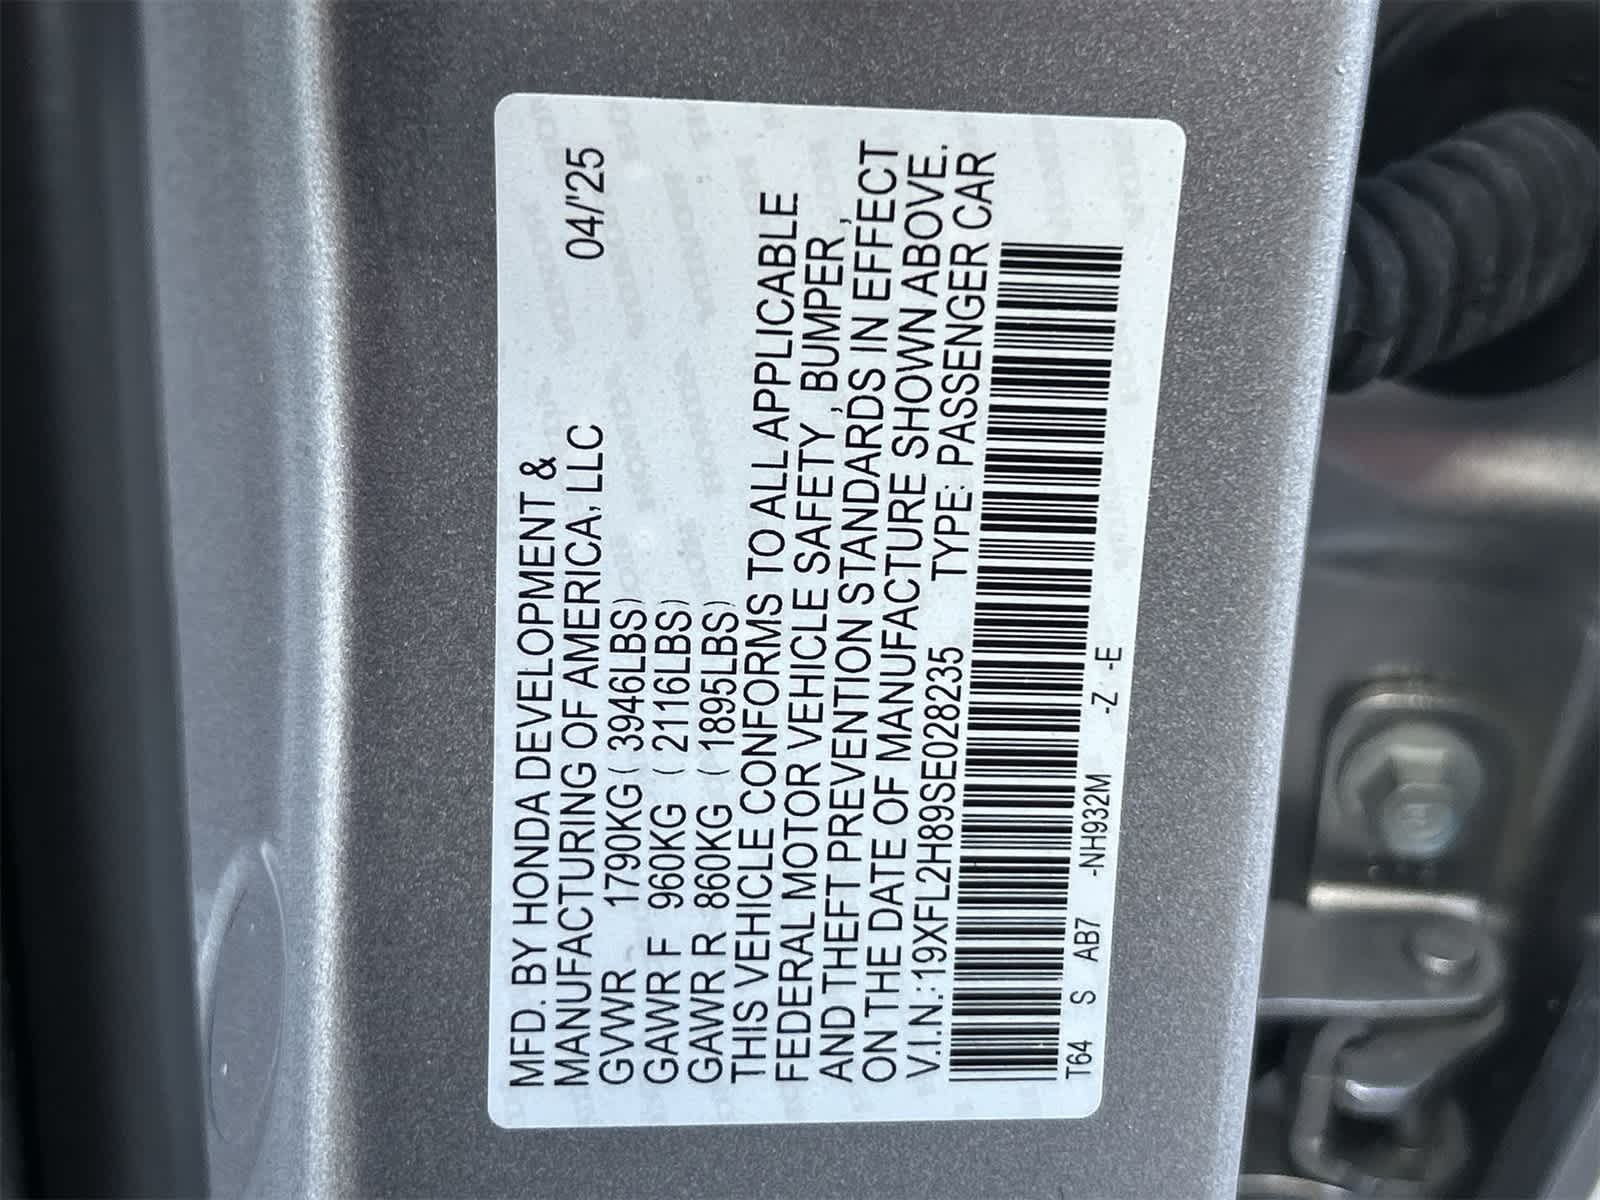 MFD. BY HONDA DEVELOPMENT &
MANUFACTURING OF AMERICA, LLC 04/'25
GVWR 1790KG ( 3946LBS)
GAWR F 960KG ( 2116LBS)
GAWR R 860KG ( 1895LBS)
THIS VEHICLE CONFORMS TO ALL APPLICABLE
FEDERAL MOTOR VEHICLE SAFETY , BUMPER ,
AND THEFT PREVENTION STANDARDS IN EFFECT
ON THE DATE OF MANUFACTURE SHOWN ABOVE.
V.I.N.: 19XFL2H89SE028235 TYPE: PASSENGER CAR
T64 S AB7 -NH932M -Z -E